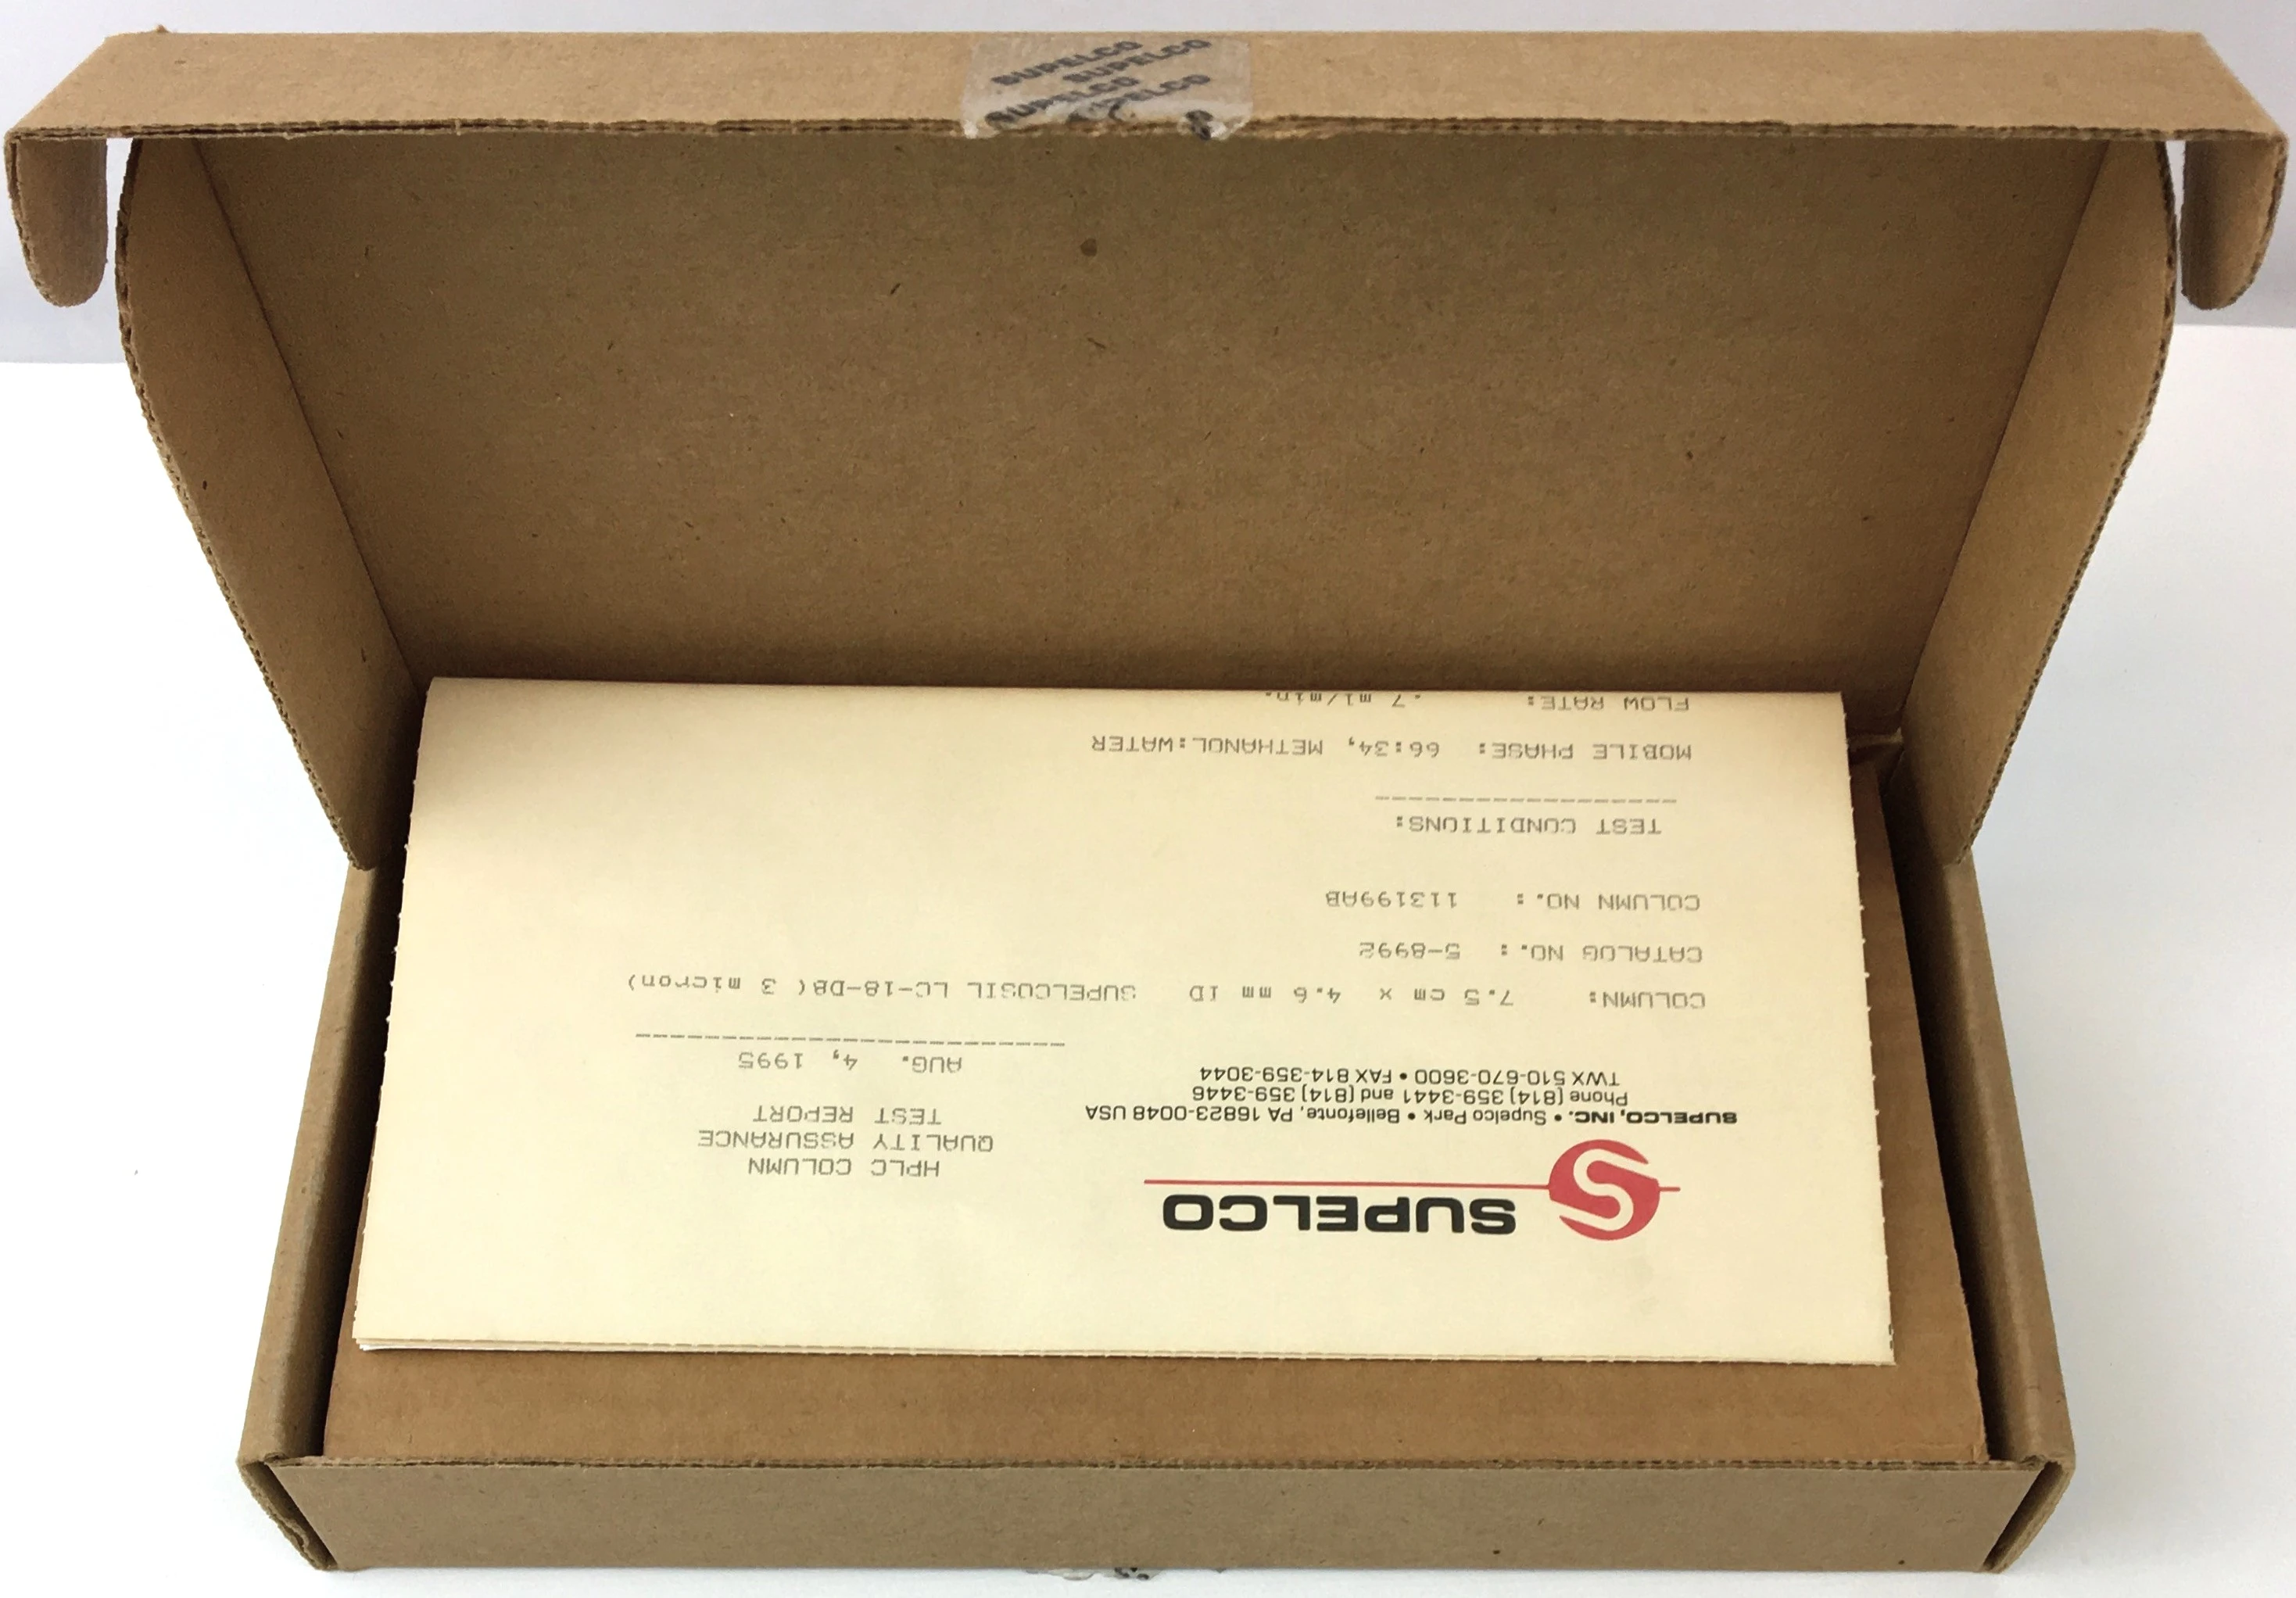 SUPELCO
SUPELCO
SUPELCO
SUPELCO
SUPELCO
SUPELCO, INC. • Supelco Park • Bellefonte, PA 16823-0048 USA
Phone (814) 359-3441 and (814) 359-3446
TWX 510-670-3600 • FAX 814-359-3044
HPLC COLUMN
QUALITY ASSURANCE
TEST REPORT
AUG. 4, 1995
-----------------------------
COLUMN: 7.5 cm x 4.6 mm ID SUPELCOSIL LC-18-DB( 3 micron)
CATALOG NO.: 5-8992
COLUMN NO.: 113199AB
TEST CONDITIONS:
--------------------
MOBILE PHASE: 66:34, METHANOL:WATER
FLOW RATE: .7 ml/min.